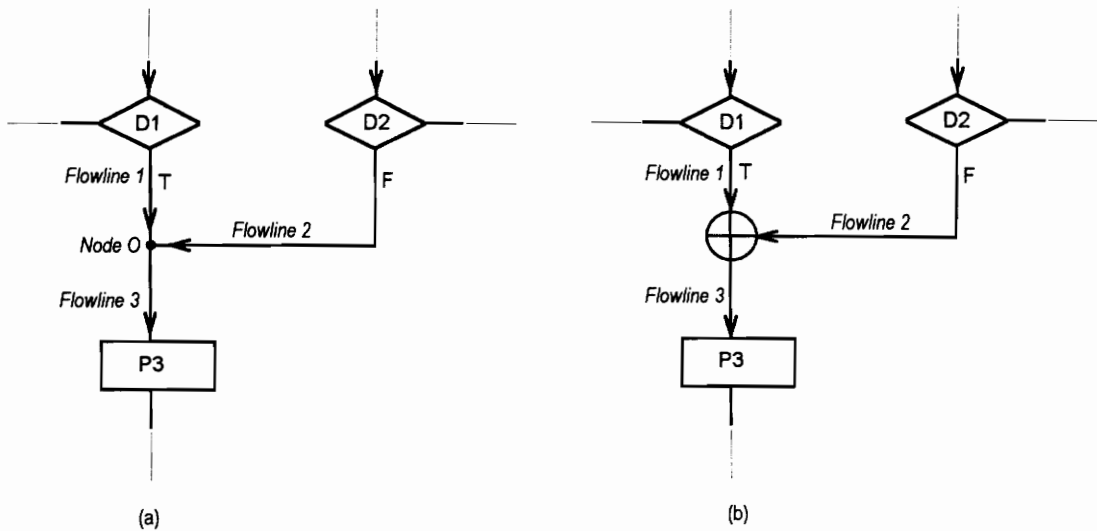 D1
D2
Flowline 1
T
F
Node O
Flowline 2
Flowline 3
P3
(a)
D1
D2
Flowline 1
T
F
Flowline 2
Flowline 3
P3
(b)